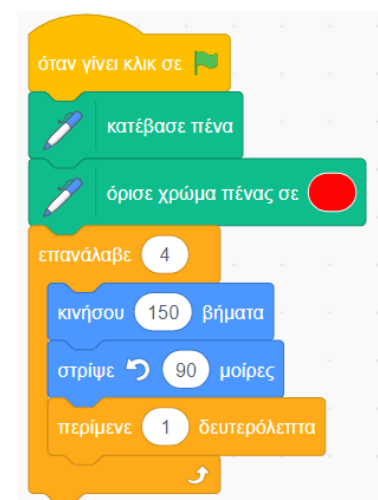 όταν γίνει κλικ σε
κατέβασε πένα
όρισε χρώμα πένας σε
επανάλαβε 4
κινήσου 150 βήματα
στρίψε 90 μοίρες
περίμενε 1 δευτερόλεπτα